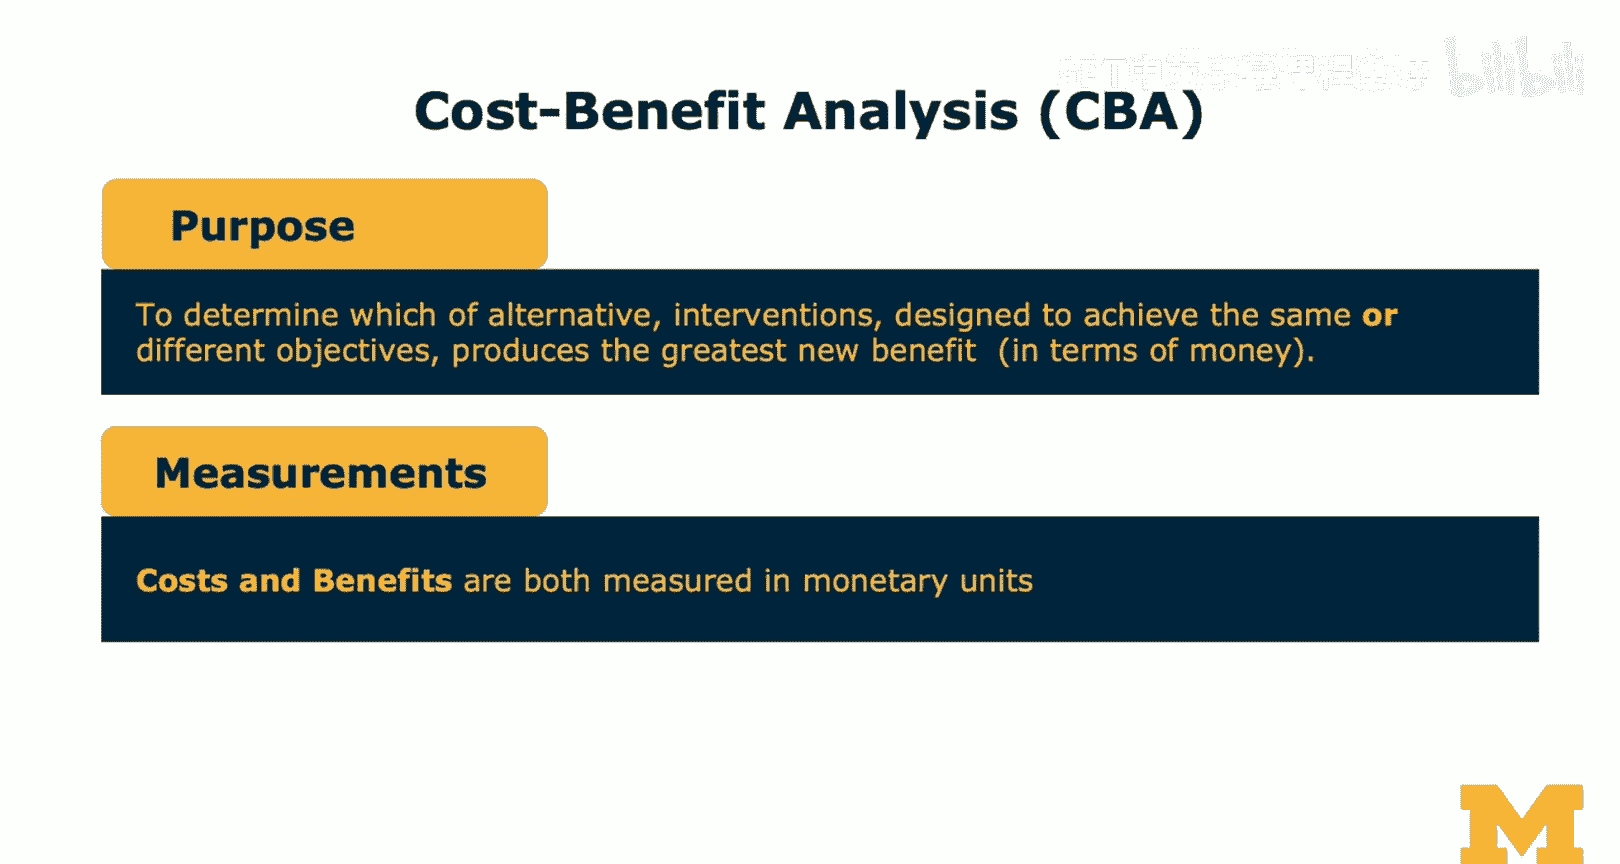 bilibili
Cost-Benefit Analysis (CBA)
Purpose
To determine which of alternative, interventions, designed to achieve the same or
different objectives, produces the greatest new benefit (in terms of money).
Measurements
Costs and Benefits are both measured in monetary units
M